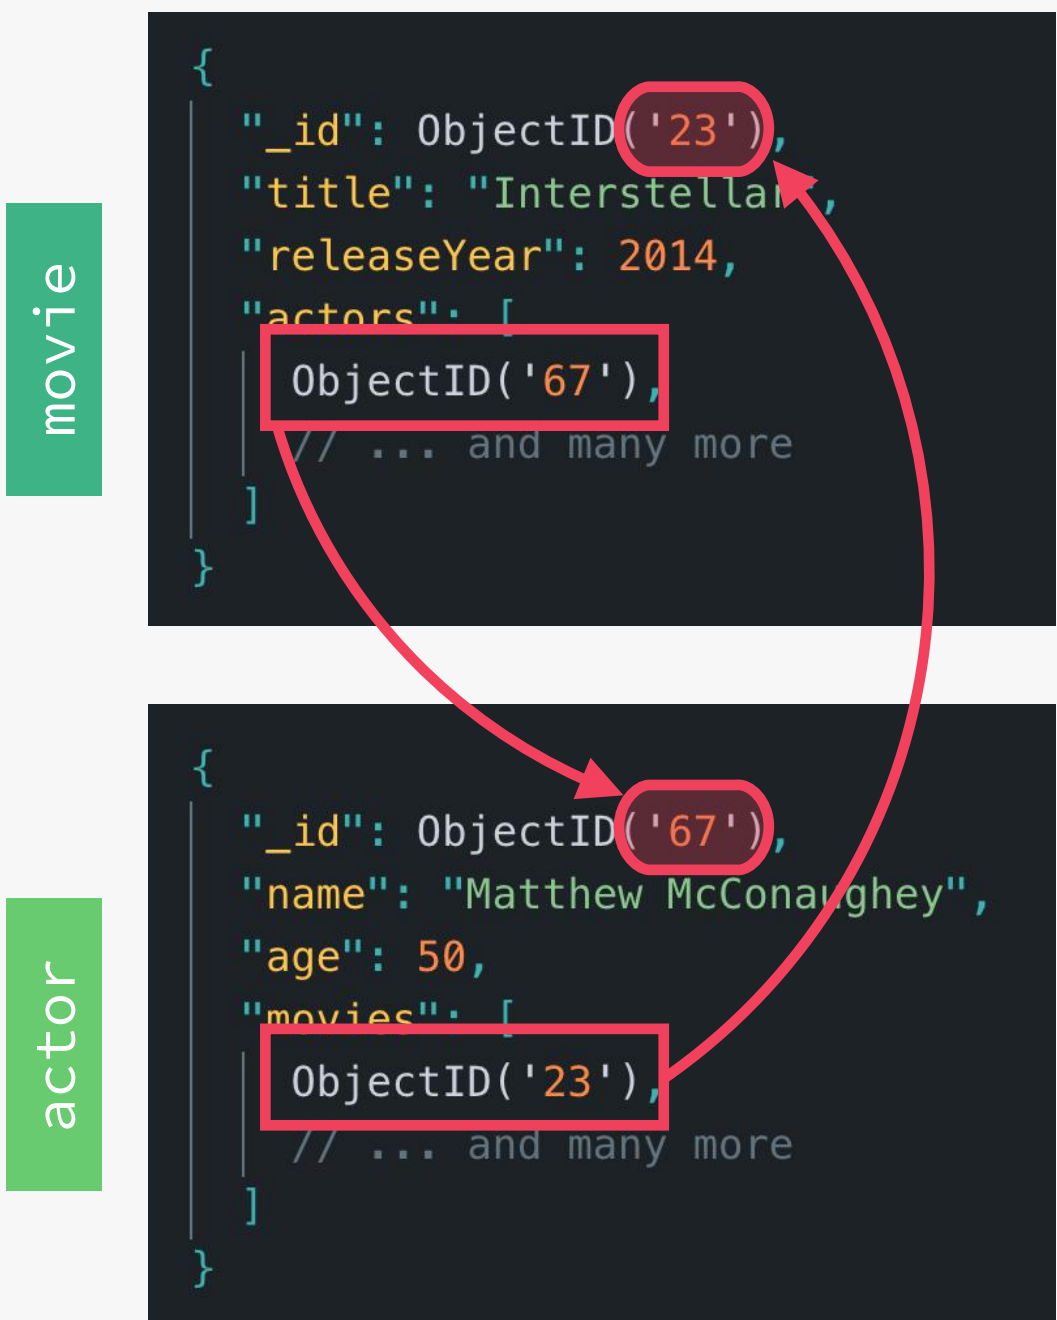 movie
{
"_id": ObjectID('23'),
"title": "Interstellar",
"releaseYear": 2014,
"actors": [
ObjectID('67'),
// ... and many more
]
}
actor
{
"_id": ObjectID('67'),
"name": "Matthew McConaughey",
"age": 50,
"movies": [
ObjectID('23'),
// ... and many more
]
}